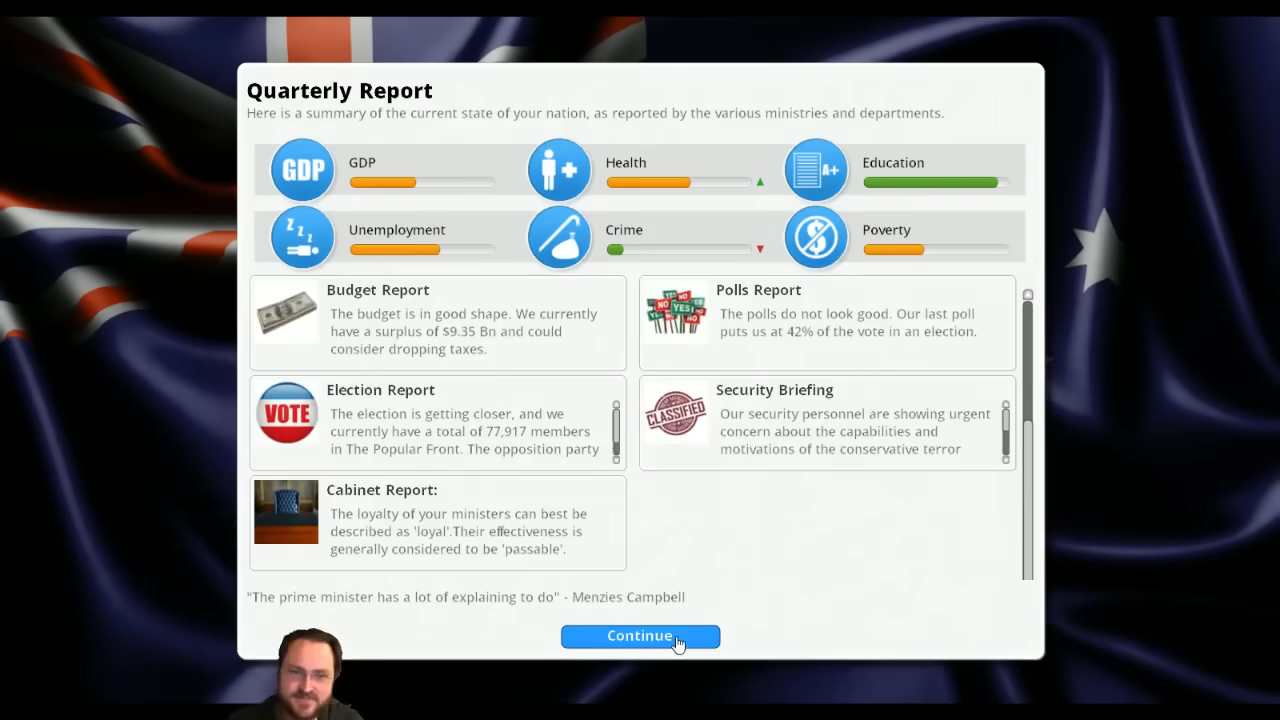 Quarterly Report
Here is a summary of the current state of your nation, as reported by the various ministries and departments.
GDP
GDP
Health
A+
Education
Z Z Z
Unemployment
Crime
$
Poverty
Budget Report
The budget is in good shape. We currently
have a surplus of $9.35 Bn and could
consider dropping taxes.
YES NO
NO YES! NO
Polls Report
The polls do not look good. Our last poll
puts us at 42% of the vote in an election.
VOTE
Election Report
The election is getting closer, and we
currently have a total of 77,917 members
in The Popular Front. The opposition party
CLASSIFIED
Security Briefing
Our security personnel are showing urgent
concern about the capabilities and
motivations of the conservative terror
Cabinet Report:
The loyalty of your ministers can best be
described as 'loyal'.Their effectiveness is
generally considered to be 'passable'.
"The prime minister has a lot of explaining to do" - Menzies Campbell
Continue